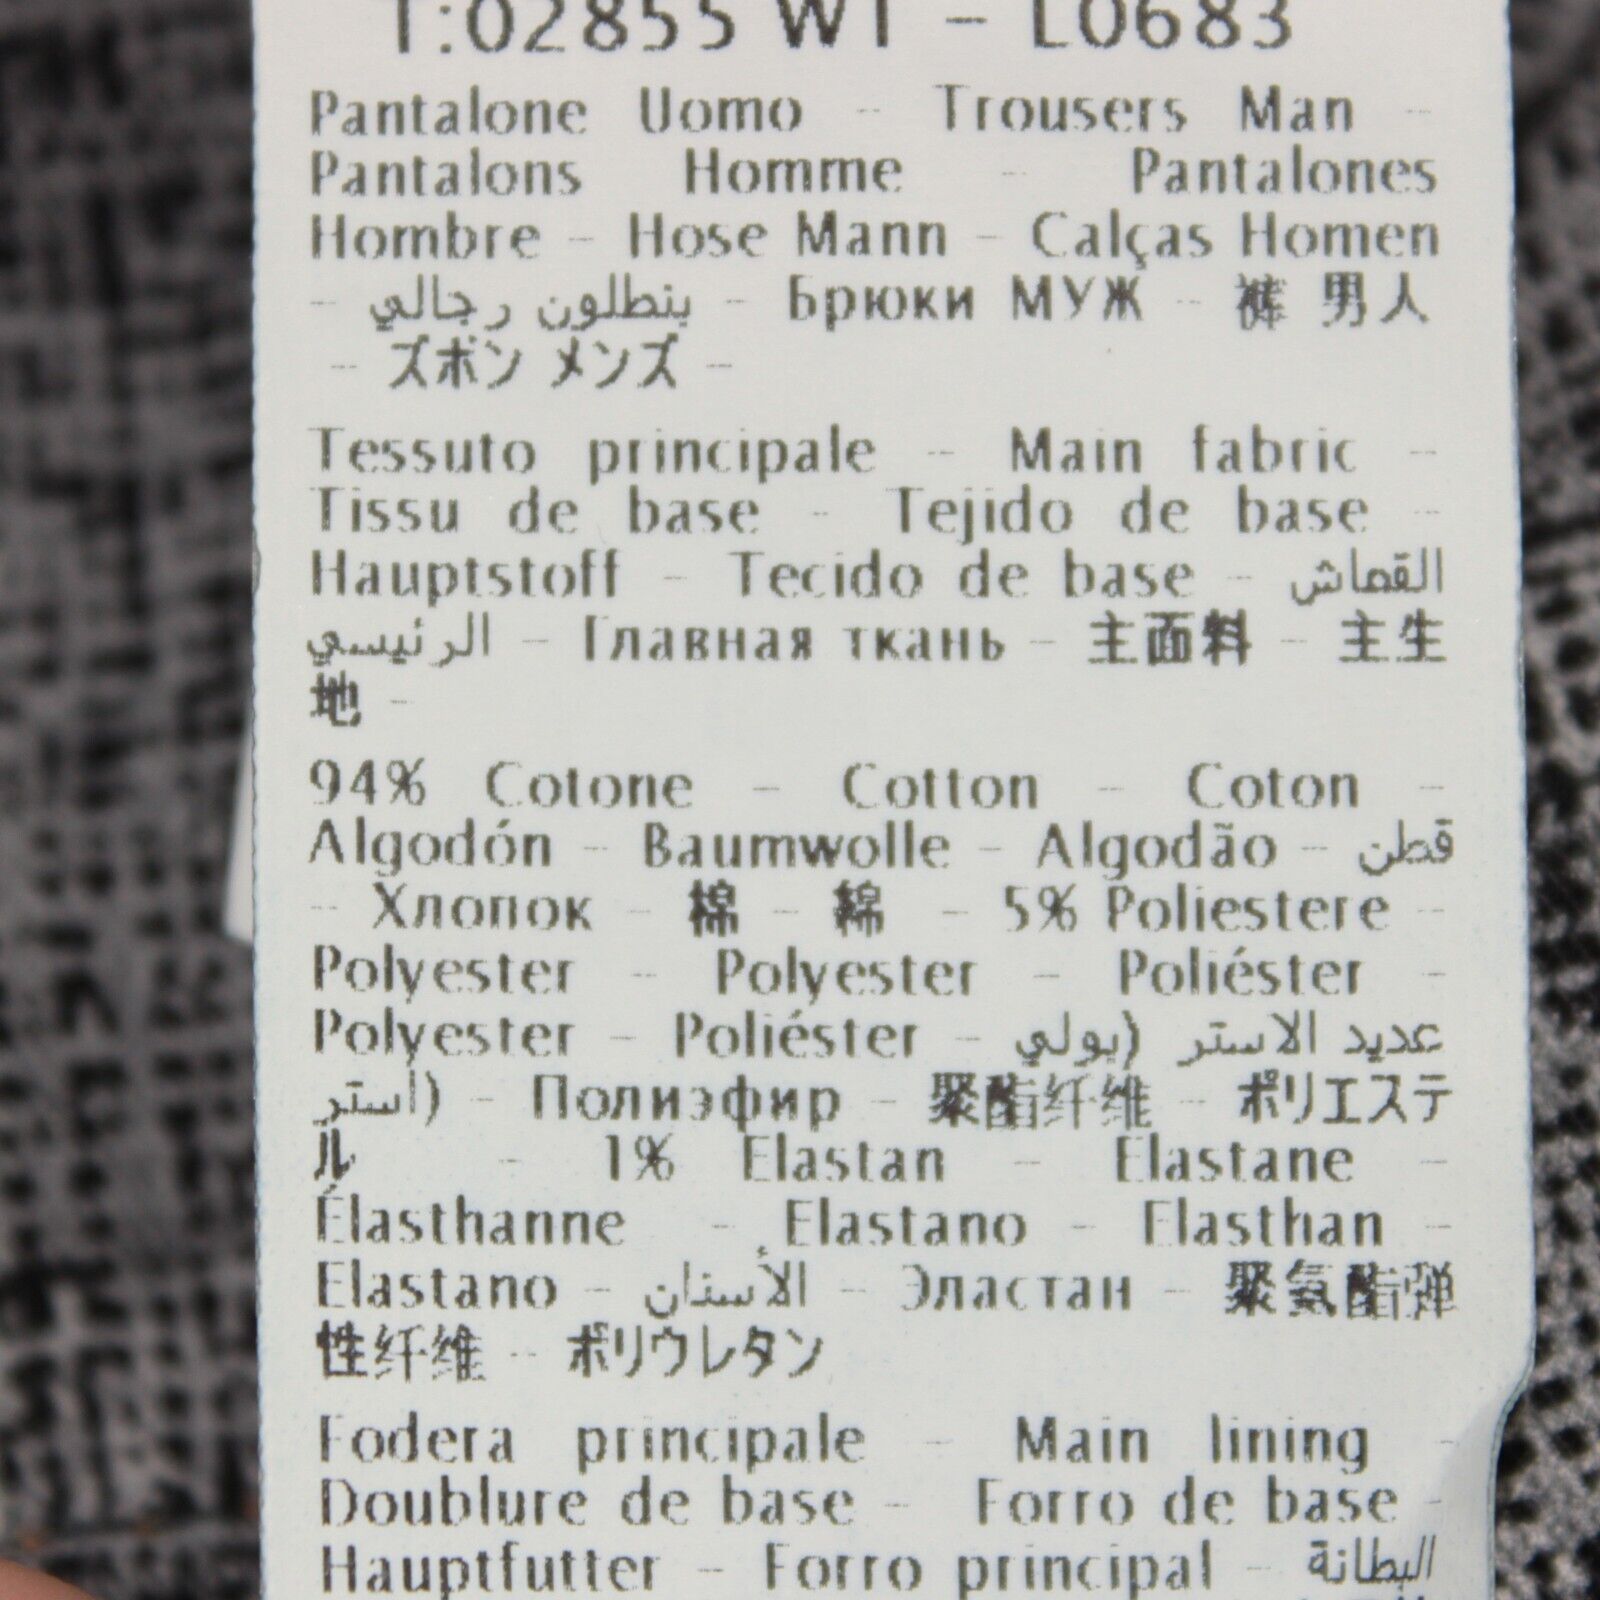 T:02855 WT - L0683
Pantalone Uomo - Trousers Man -
Pantalons Homme - Pantalones
Hombre - Hose Mann - Calças Homen
- بنطلون رجالي - Брюки МУЖ - 裤 男人
- ズボン メンズ -
Tessuto principale - Main fabric -
Tissu de base - Tejido de base -
Hauptstoff - Tecido de base - القماش
الرئيسي - Главная ткань - 主面料 - 主生
地 -
94% Cotone - Cotton - Coton -
Algodón - Baumwolle - Algodão - قطن
- Хлопок - 棉 - 綿 - 5% Poliestere -
Polyester - Polyester - Poliéster -
Polyester - Poliéster - عديد الاستر (بولي
أستر) - Полиэфир - 聚酯纤维 - ポリエステ
ル - 1% Elastan - Elastane -
Élasthanne - Elastano - Elasthan -
Elastano - الأستان - Эластан - 聚氨酯弹
性纤维 - ポリウレタン
Fodera principale - Main lining -
Doublure de base - Forro de base -
Hauptfutter - Forro principal - البطانة